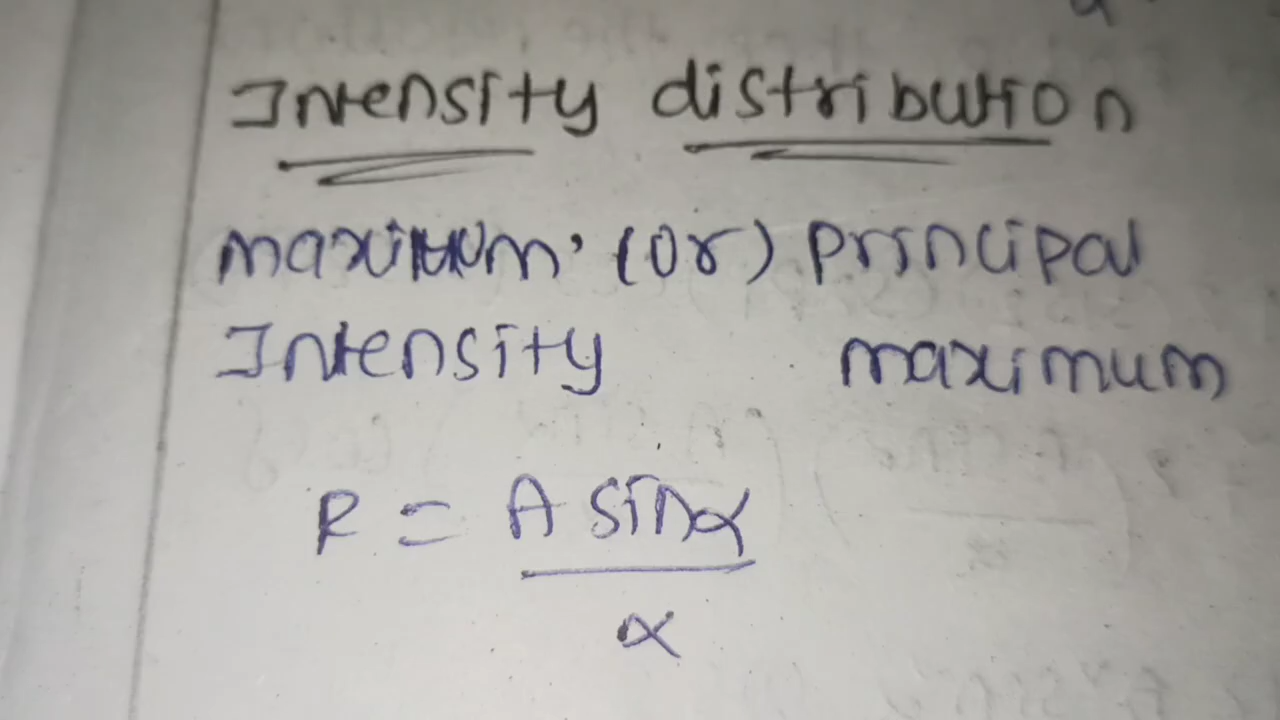 Intensity distribution
maximum. (or) principal
Intensity maximum
R = A sinα
α